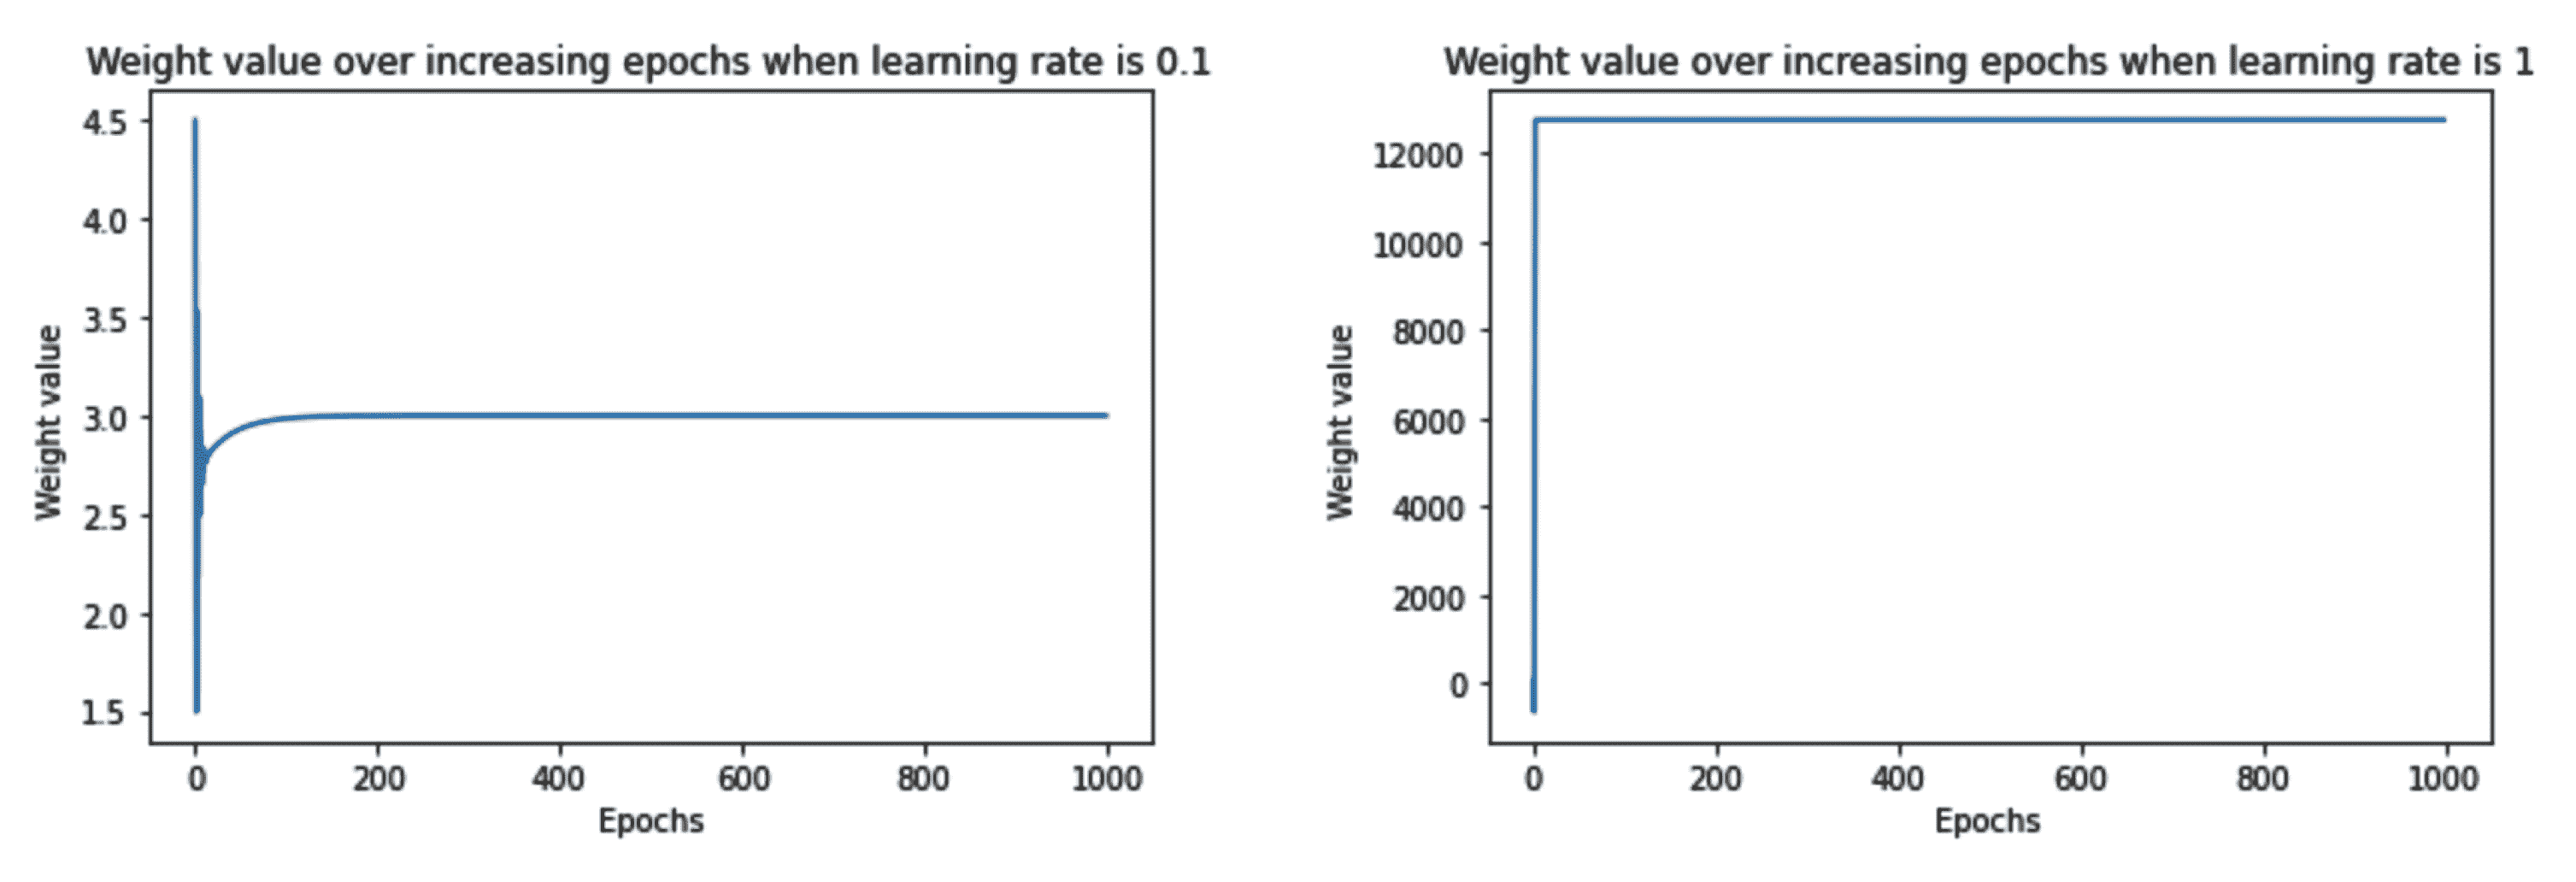 Weight value over increasing epochs when learning rate is 0.1
4.5
4.0
3.5
3.0
2.5
2.0
1.5
Weight value
0 200 400 600 800 1000
Epochs
Weight value over increasing epochs when learning rate is 1
12000
10000
8000
6000
4000
2000
0
Weight value
0 200 400 600 800 1000
Epochs